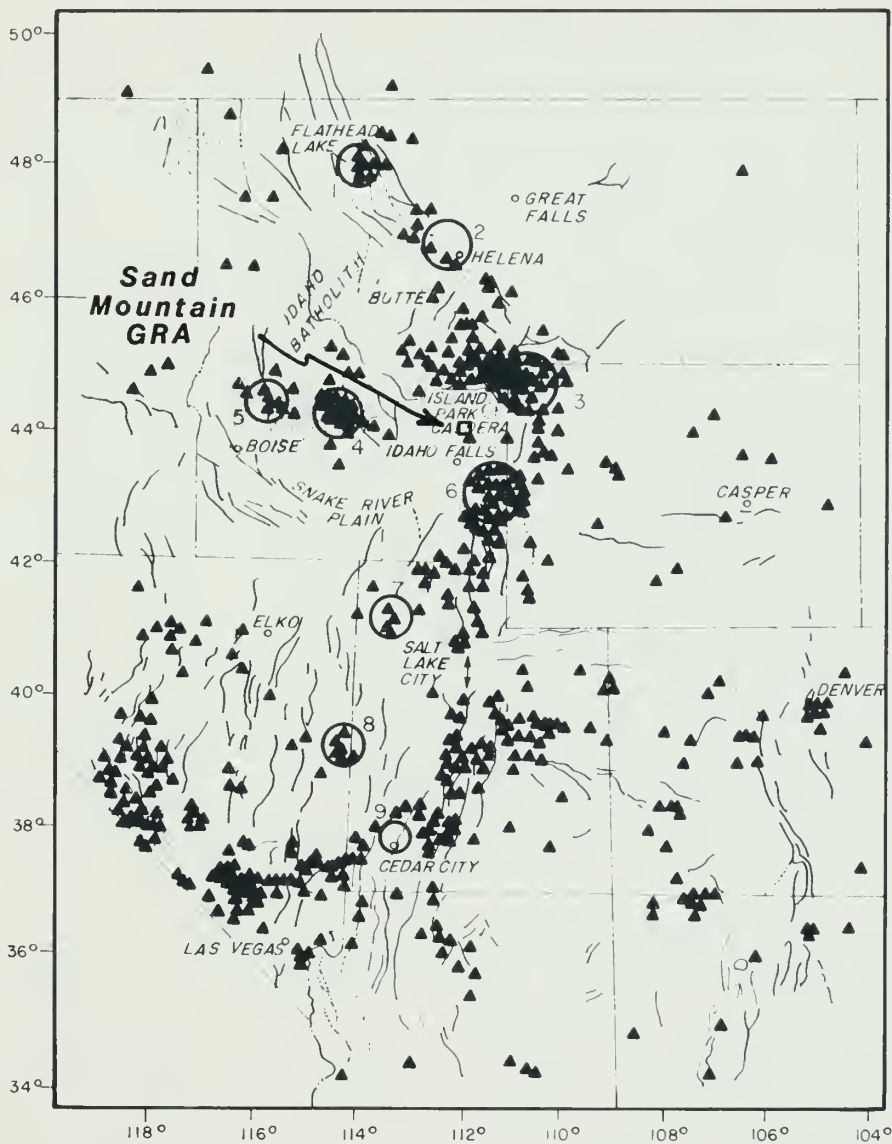 50°
48°
46°
44°
42°
40°
38°
36°
34°
FLATHEAD
LAKE
GREAT
FALLS
2
HELENA
Sand
Mountain
GRA
IDAHO
BATHOLITH
BUTTE
ISLAND
PARK
CALDERA
3
5
4
BOISE
IDAHO FALLS
6
CASPER
SNAKE RIVER
PLAIN
7
ELKO
SALT
LAKE
CITY
DENVER
8
9
CEDAR CITY
LAS VEGAS
118°
116°
114°
112°
110°
108°
106°
104°